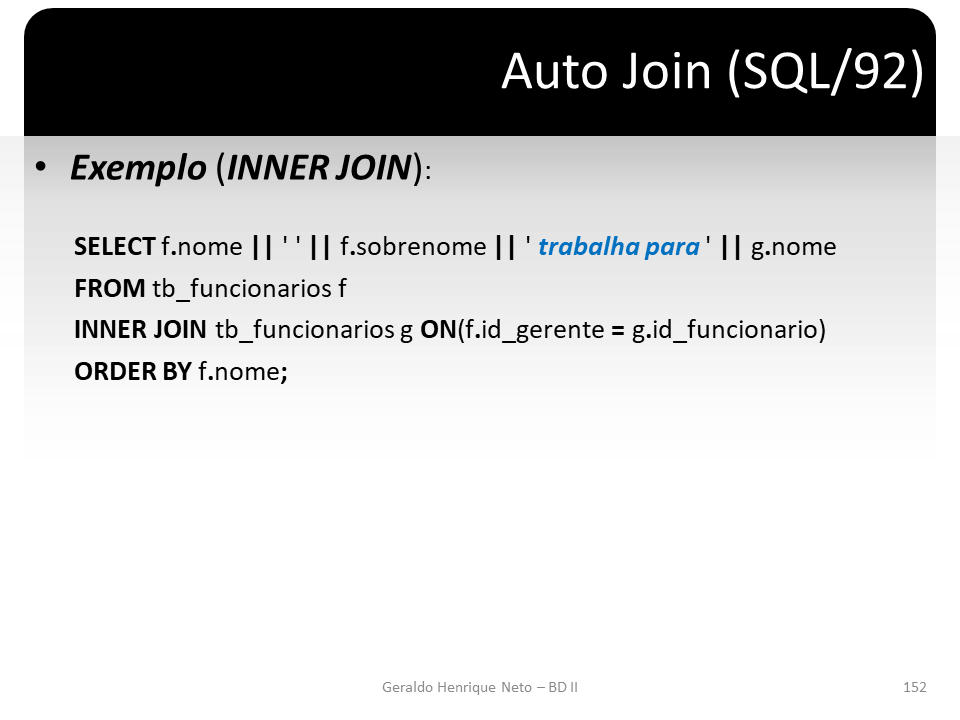 Auto Join (SQL/92)
• Exemplo (INNER JOIN):
SELECT f.nome || ' ' || f.sobrenome || ' trabalha para ' || g.nome
FROM tb_funcionarios f
INNER JOIN tb_funcionarios g ON(f.id_gerente = g.id_funcionario)
ORDER BY f.nome;
Geraldo Henrique Neto – BD II
152